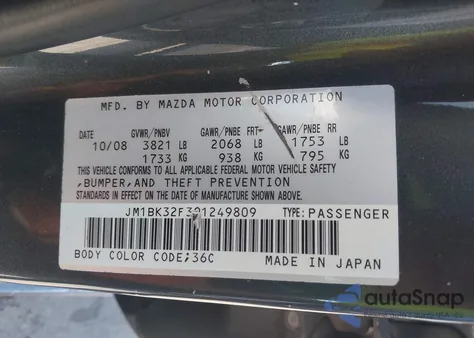 MFD. BY MAZDA MOTOR CORPORATION
DATE GVWR/PNBV GAWR/PNBE FRT GAWR/PNBE RR
10/08 3821 LB 2068 LB 1753 LB
1733 KG 938 KG 795 KG
THIS VEHICLE CONFORMS TO ALL APPLICABLE FEDERAL MOTOR VEHICLE SAFETY
,BUMPER,AND THEFT PREVENTION
STANDARDS IN EFFECT ON THE DATE OF MANUFACTURE SHOWN ABOVE.
TYPE:PASSENGER
BODY COLOR CODE;36C MADE IN JAPAN
autoSnap